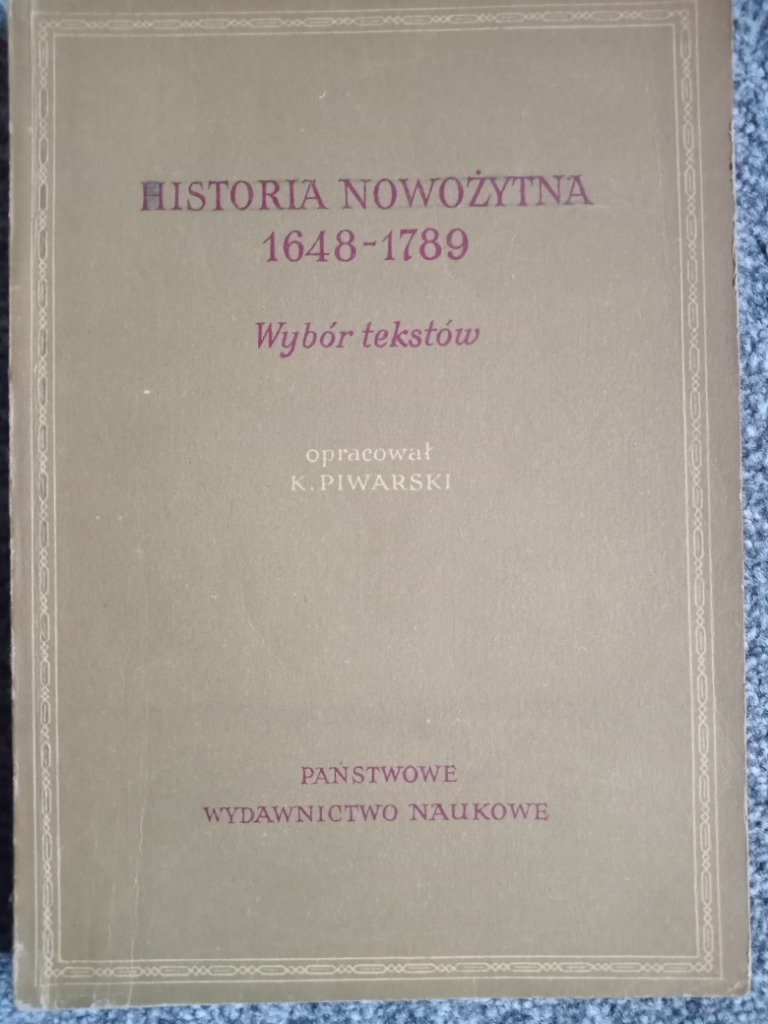 HISTORIA NOWOŻYTNA
1648-1789
Wybór tekstów
opracował
K. PIWARSKI
PAŃSTWOWE
WYDAWNICTWO NAUKOWE